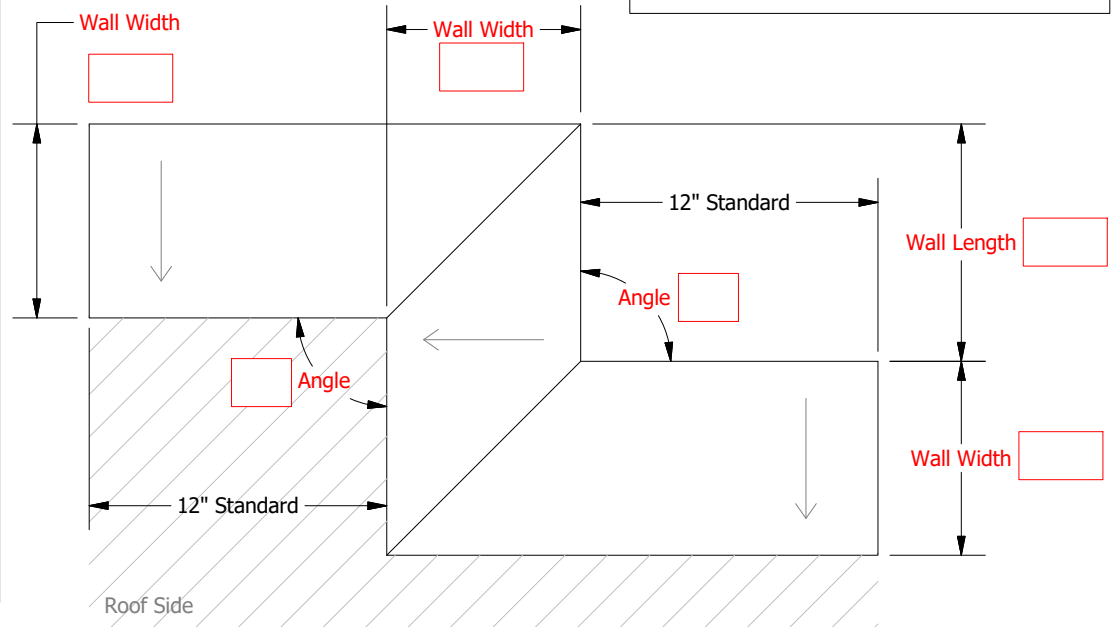 Wall Width
Wall Width
12" Standard
Wall Length
Angle
Angle
Wall Width
12" Standard
Roof Side